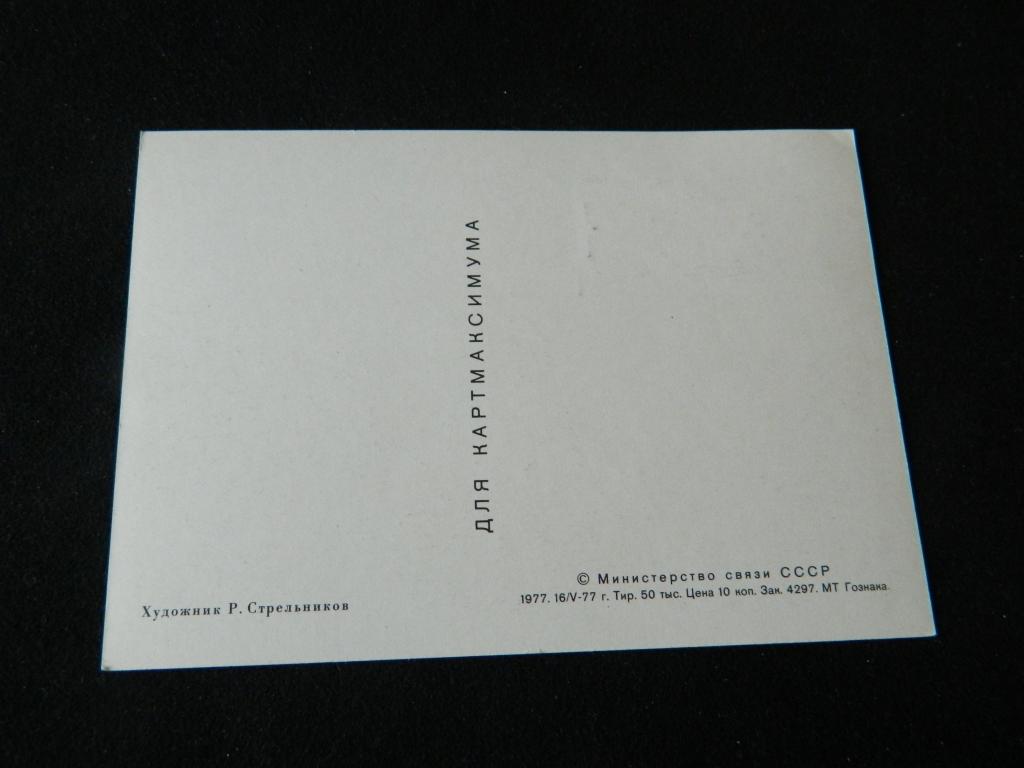 ДЛЯ КАРТМАКСИМУМА
Художник Р. Стрельников
© Министерство связи СССР
1977. 16/V-77 г. Тир. 50 тыс. Цена 10 коп. Зак. 4297. МТ Гознака.